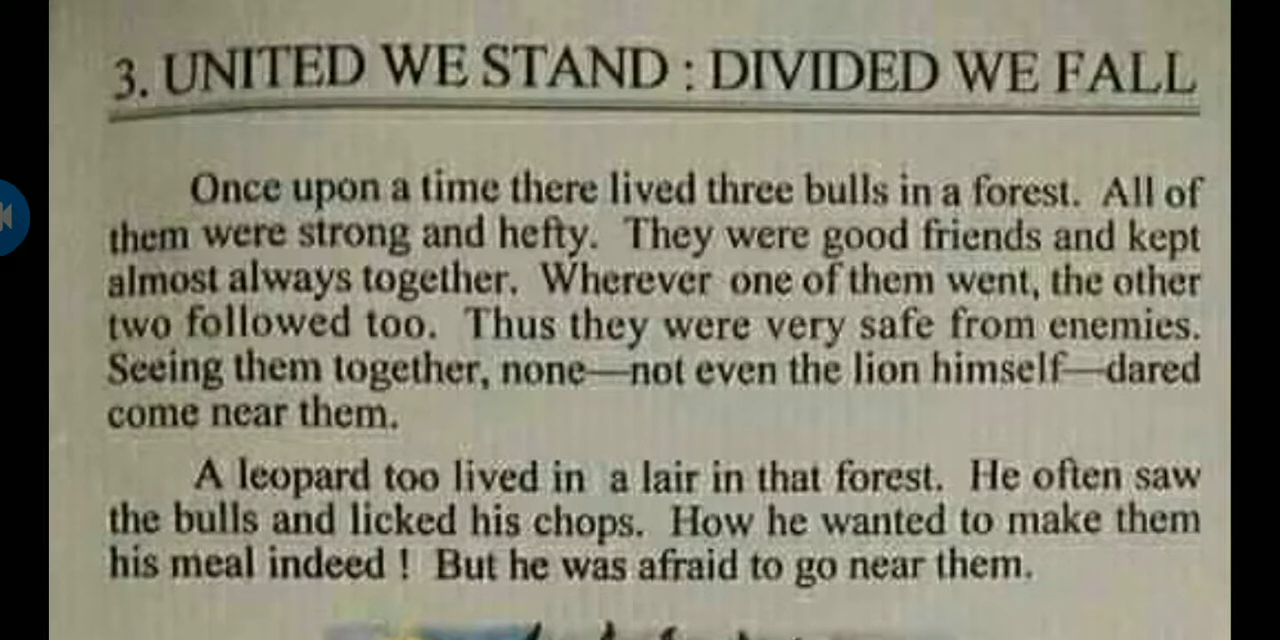 3. UNITED WE STAND : DIVIDED WE FALL
Once upon a time there lived three bulls in a forest. All of
them were strong and hefty. They were good friends and kept
almost always together. Wherever one of them went, the other
two followed too. Thus they were very safe from enemies.
Seeing them together, none—not even the lion himself—dared
come near them.
A leopard too lived in a lair in that forest. He often saw
the bulls and licked his chops. How he wanted to make them
his meal indeed ! But he was afraid to go near them.